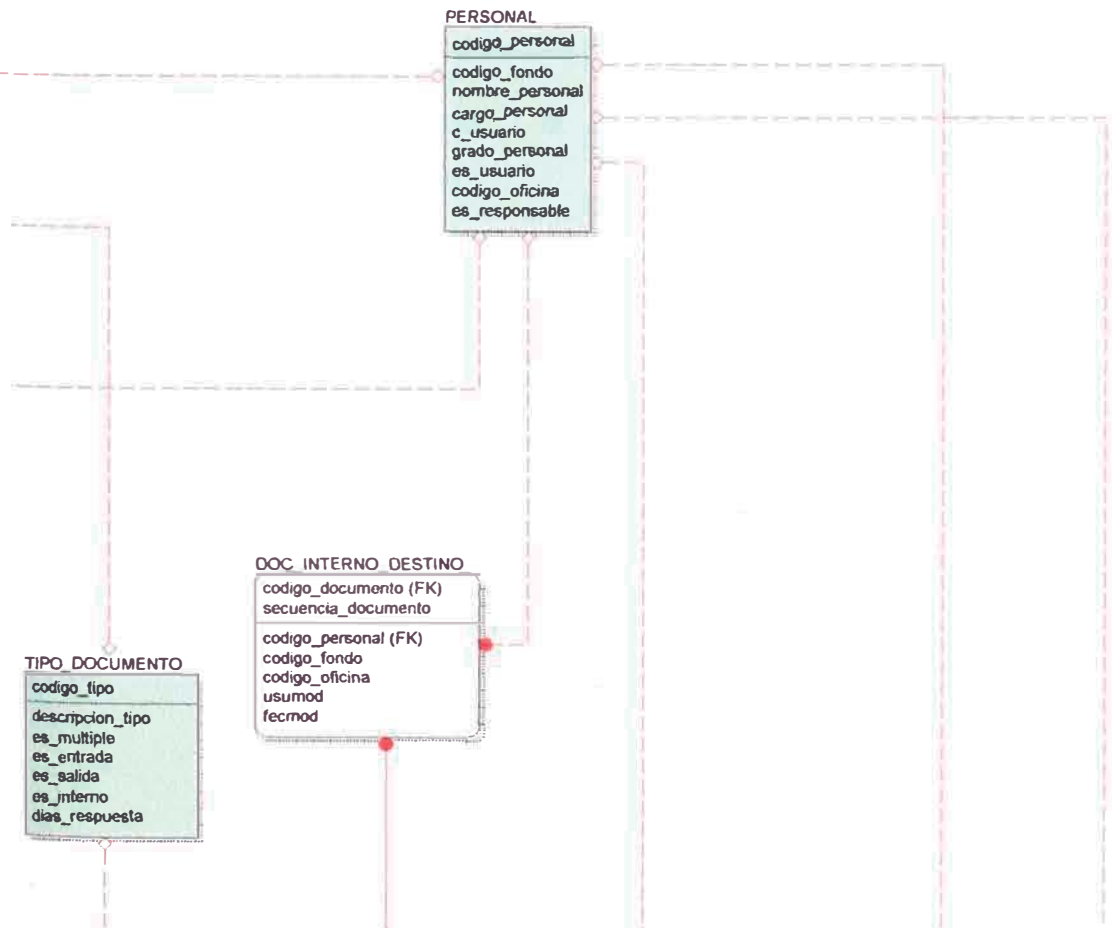 PERSONAL
codigo_personal
codigo_fondo
nombre_personal
cargo_personal
c_usuario
grado_personal
es_usuario
codigo_oficina
es_responsable
DOC_INTERNO_DESTINO
codigo_documento (FK)
secuencia_documento
codigo_personal (FK)
codigo_fondo
codigo_oficina
usumod
fecmod
TIPO_DOCUMENTO
codigo_tipo
descripcion_tipo
es_multiple
es_entrada
es_salida
es_interno
dias_respuesta